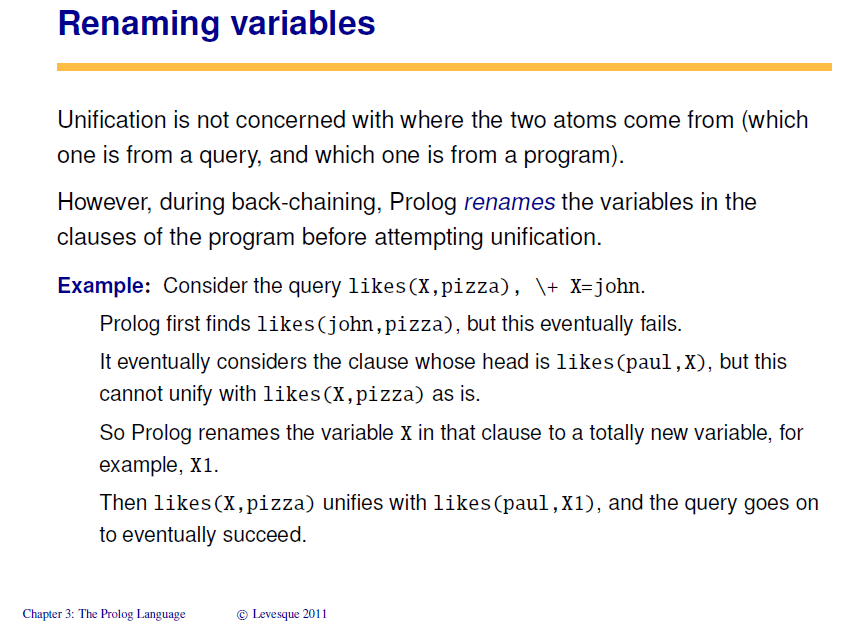 Renaming variables
Unification is not concerned with where the two atoms come from (which
one is from a query, and which one is from a program).
However, during back-chaining, Prolog renames the variables in the
clauses of the program before attempting unification.
Example: Consider the query likes(X,pizza), \+ X=john.
Prolog first finds likes(john,pizza), but this eventually fails.
It eventually considers the clause whose head is likes(paul,X), but this
cannot unify with likes(X,pizza) as is.
So Prolog renames the variable X in that clause to a totally new variable, for
example, X1.
Then likes(X,pizza) unifies with likes(paul,X1), and the query goes on
to eventually succeed.
Chapter 3: The Prolog Language © Levesque 2011